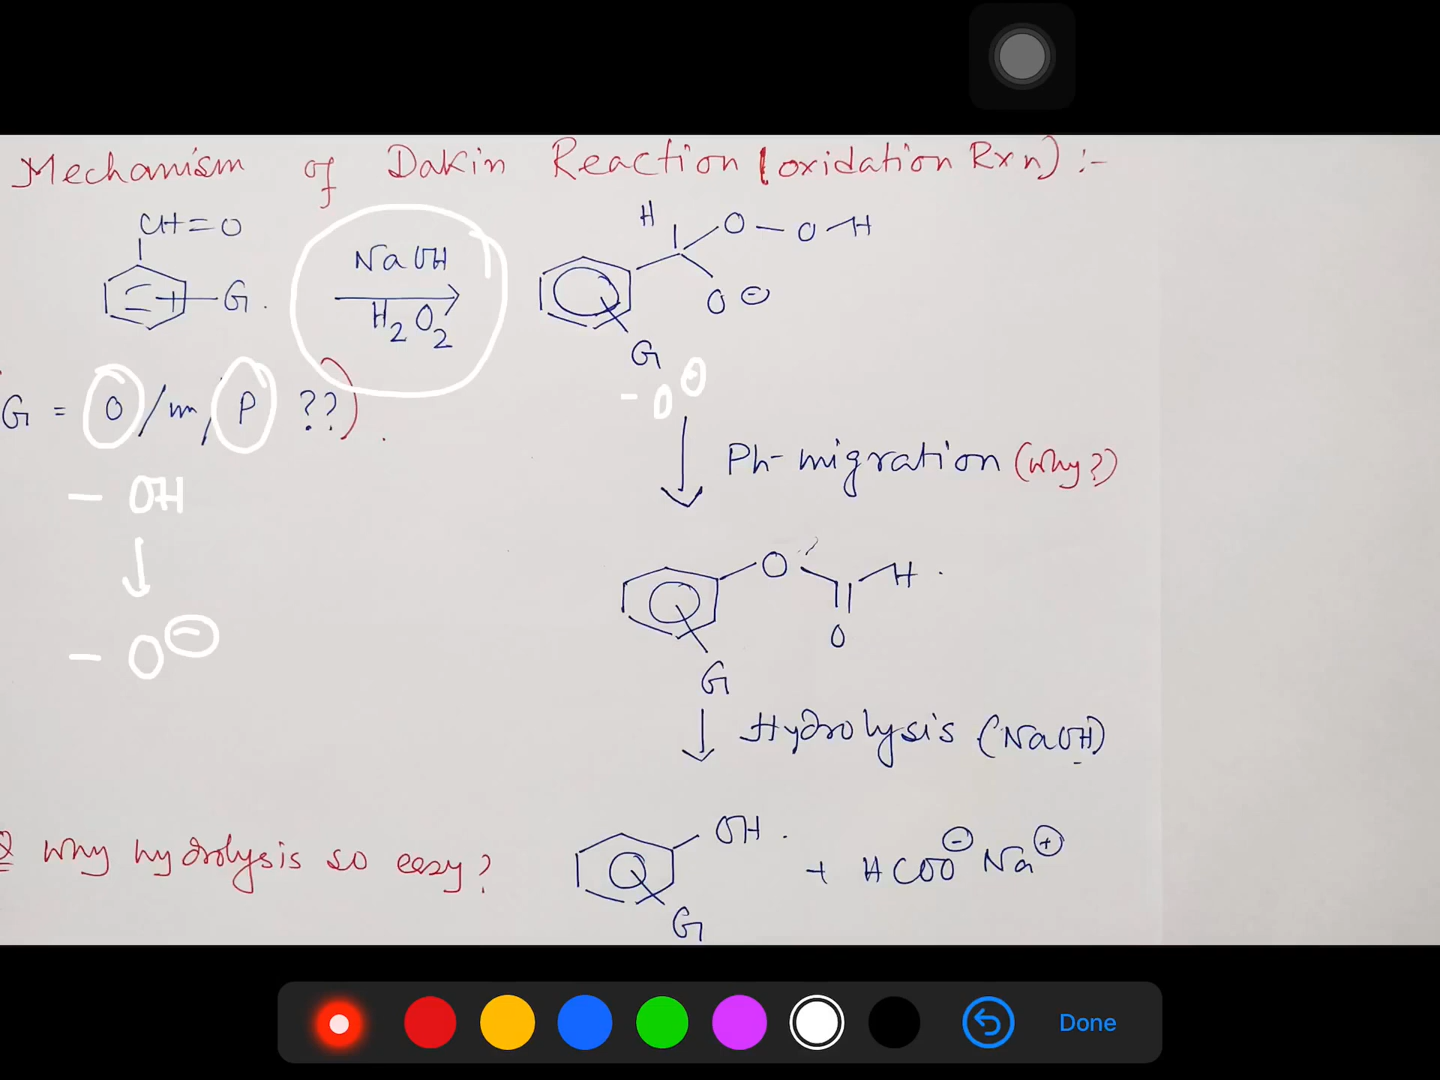 Mechanism of Dakin Reaction (oxidation Rxn) :-
CH=O
G.
NaOH
H2O2
H
O-O-H
O⊖
G
G = O/m, P ??)
-O⊖
-OH
-O⊖
Ph-migration (why?)
O
H
O
G
Hydrolysis (NaOH)
Q why hydrolysis so easy?
OH
G
+ HCOO⊖Na⊕
Done